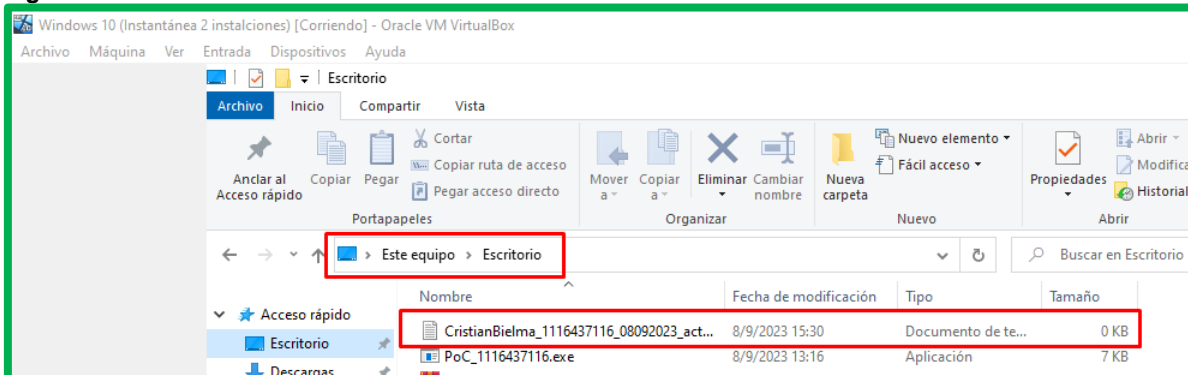 Windows 10 (Instantánea 2 instalciones) [Corriendo] - Oracle VM VirtualBox
Archivo Máquina Ver Entrada Dispositivos Ayuda
Escritorio
Archivo Inicio Compartir Vista
Anclar al Acceso rápido
Copiar
Pegar
Cortar
Copiar ruta de acceso
Pegar acceso directo
Portapapeles
Mover a
Copiar a
Eliminar
Cambiar nombre
Organizar
Nueva carpeta
Nuevo elemento
Fácil acceso
Nuevo
Propiedades
Abrir
Modifica
Historial
Abrir
Este equipo > Escritorio
Buscar en Escritorio
Nombre Fecha de modificación Tipo Tamaño
Acceso rápido
CristianBielma_1116437116_08092023_act... 8/9/2023 15:30 Documento de te... 0 KB
Escritorio
PoC_1116437116.exe 8/9/2023 13:16 Aplicación 7 KB
Descargas